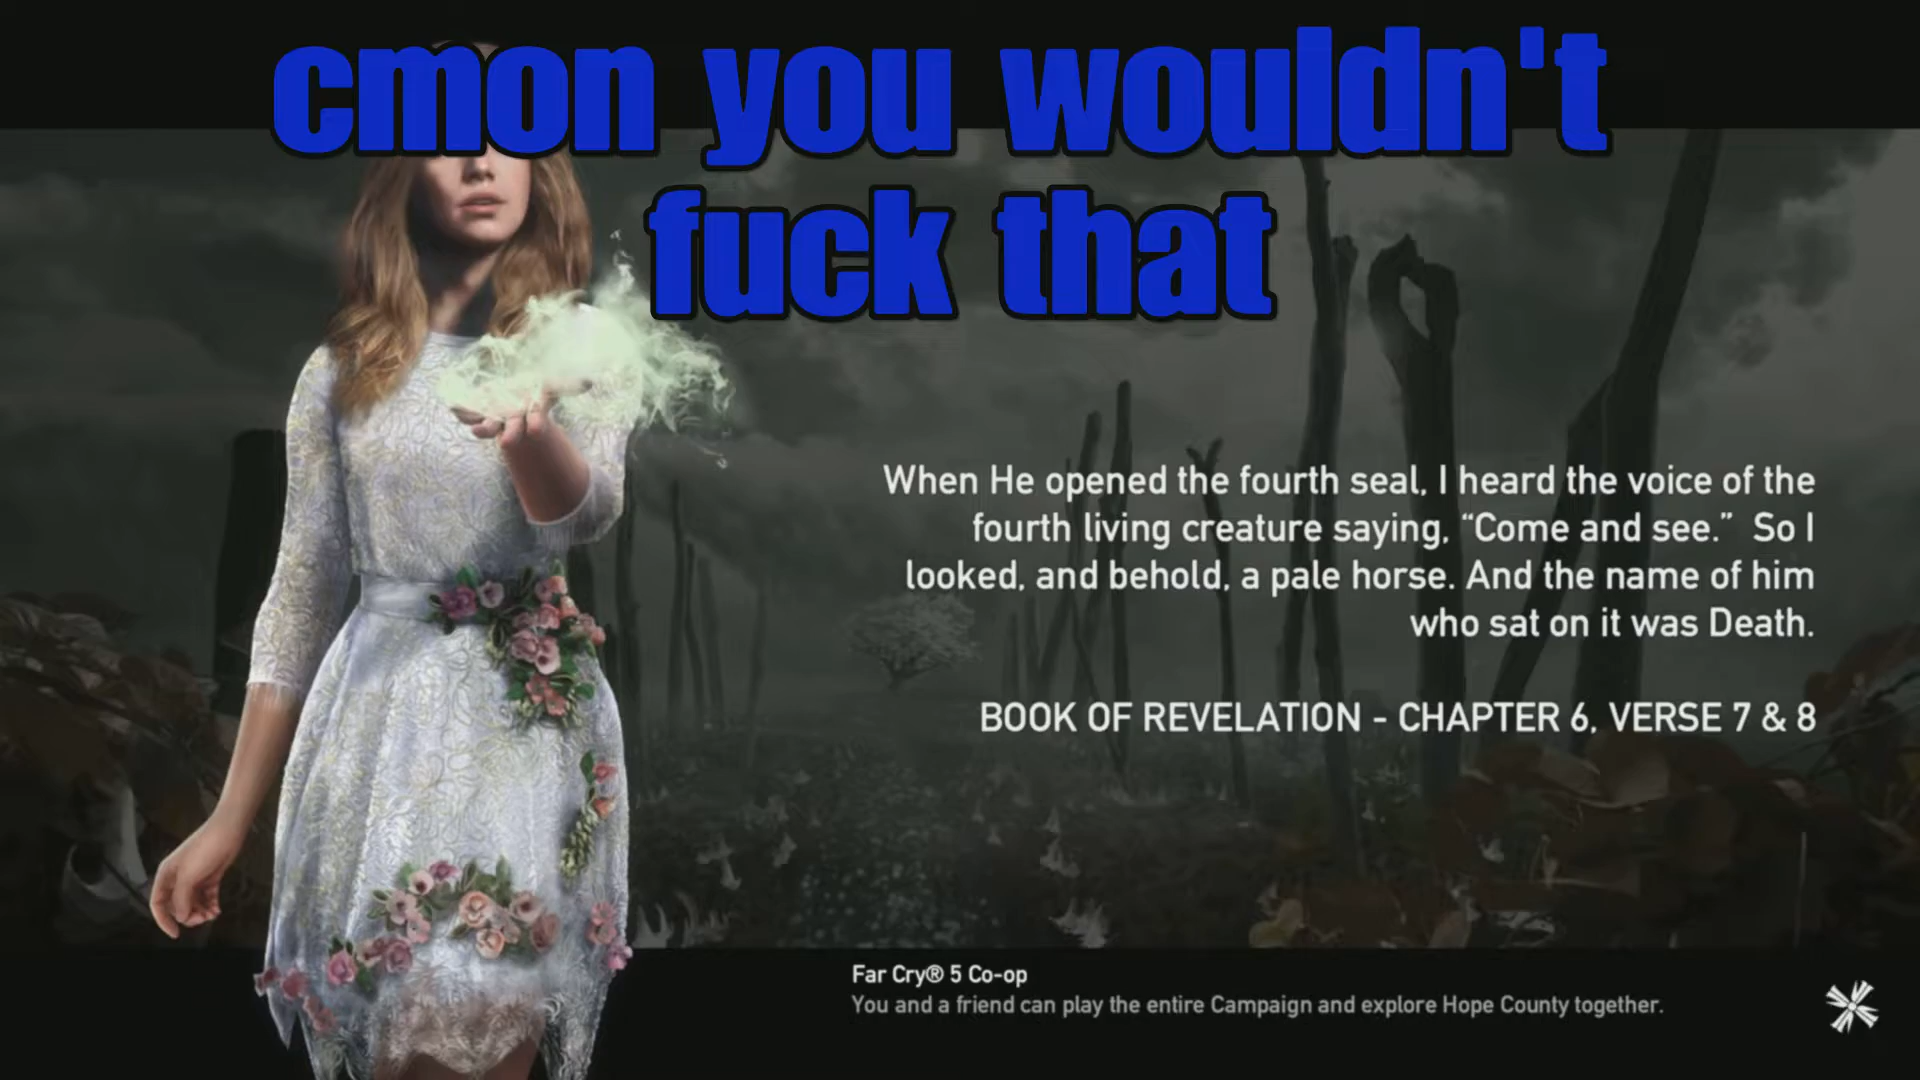 cmon you wouldn't
fuck that
When He opened the fourth seal, I heard the voice of the
fourth living creature saying, “Come and see.”  So I
looked, and behold, a pale horse. And the name of him
who sat on it was Death.
BOOK OF REVELATION - CHAPTER 6, VERSE 7 & 8
Far Cry® 5 Co-op
You and a friend can play the entire Campaign and explore Hope County together.